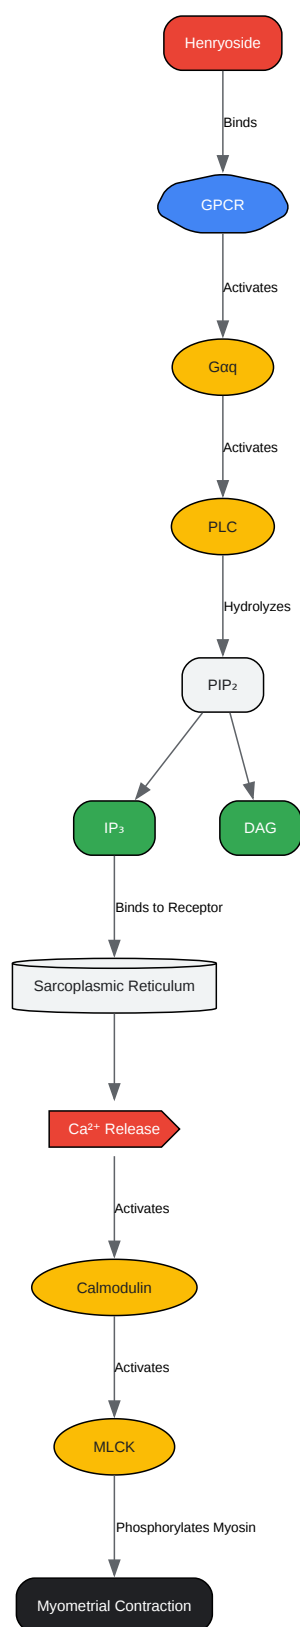 Henryoside
Binds
GPCR
Activates
Gαq
Activates
PLC
Hydrolyzes
PIP₂
IP₃
DAG
Binds to Receptor
Sarcoplasmic Reticulum
Ca²⁺ Release
Activates
Calmodulin
Activates
MLCK
Phosphorylates Myosin
Myometrial Contraction